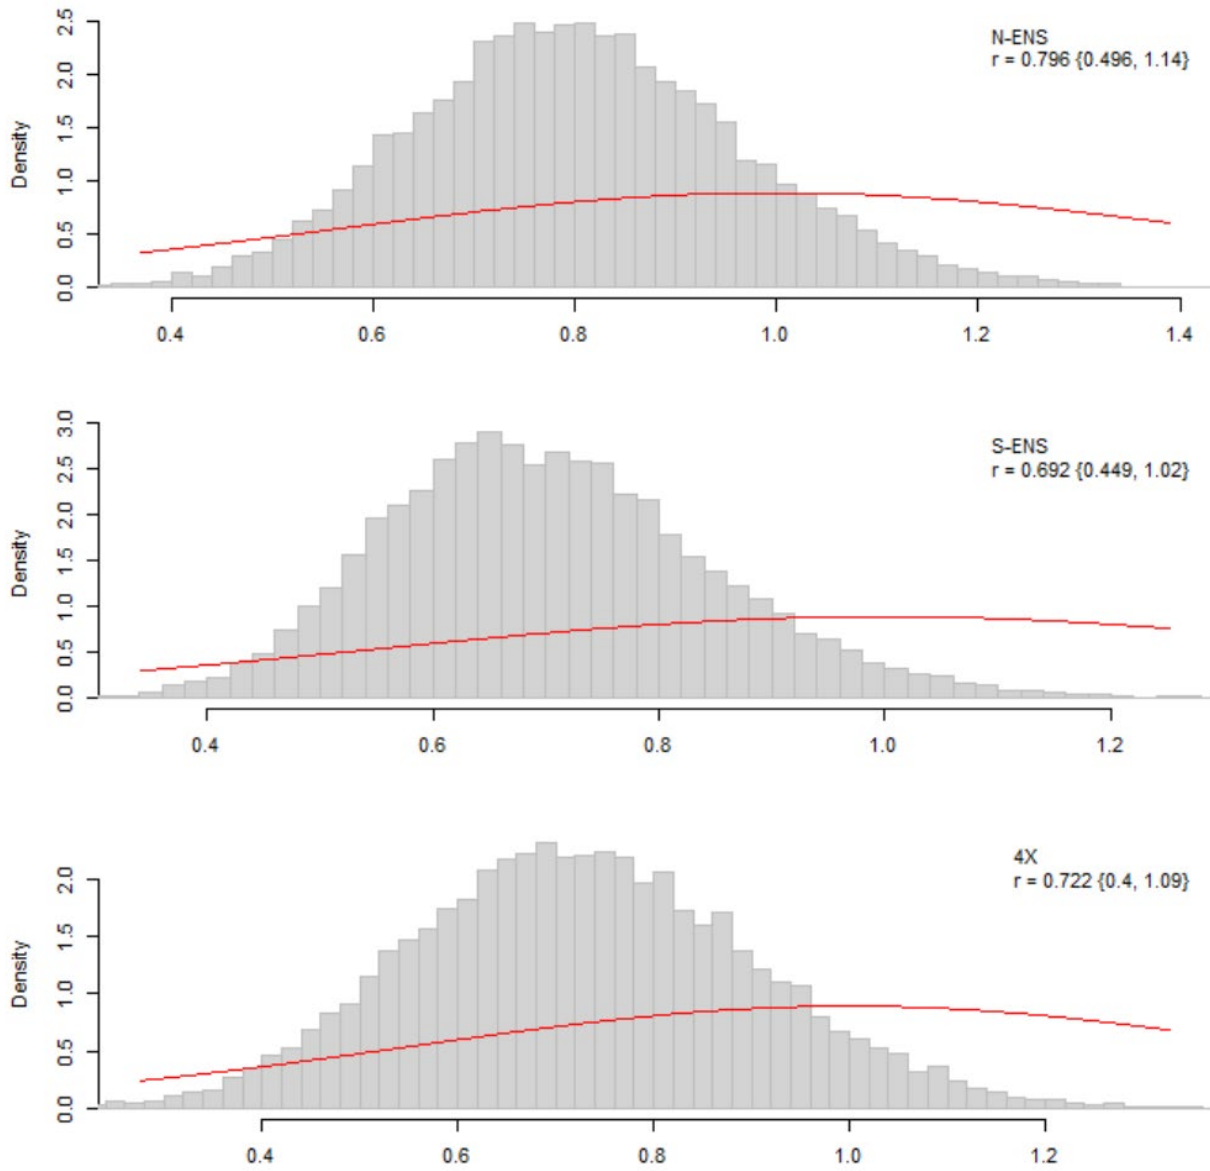 N-ENS
r = 0.796 {0.496, 1.14}
Density
0.0 0.5 1.0 1.5 2.0 2.5
0.4 0.6 0.8 1.0 1.2 1.4
S-ENS
r = 0.692 {0.449, 1.02}
Density
0.0 0.5 1.0 1.5 2.0 2.5 3.0
0.4 0.6 0.8 1.0 1.2
4X
r = 0.722 {0.4, 1.09}
Density
0.0 0.5 1.0 1.5 2.0
0.4 0.6 0.8 1.0 1.2